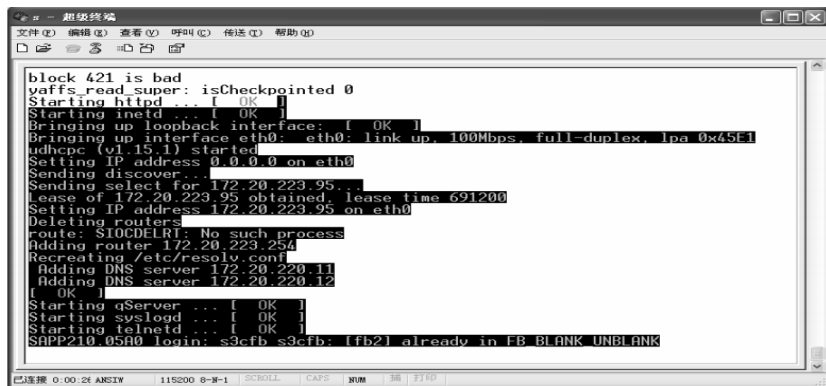 es - 超级终端
文件(F) 编辑(E) 查看(V) 呼叫(C) 传送(T) 帮助(H)
block 421 is bad
yaffs_read_super: isCheckpointed 0
Starting httpd ... [ OK ]
Starting inetd ... [ OK ]
Bringing up loopback interface: [ OK ]
Bringing up interface eth0: eth0: link up, 100Mbps, full-duplex, lpa 0x45E1
udhcpc (v1.15.1) started
Setting IP address 0.0.0.0 on eth0
Sending discover...
Sending select for 172.20.223.95...
Lease of 172.20.223.95 obtained, lease time 691200
Setting IP address 172.20.223.95 on eth0
Deleting routers
route: SIOCDELRT: No such process
Adding router 172.20.223.254
Recreating /etc/resolv.conf
Adding DNS server 172.20.220.11
Adding DNS server 172.20.220.12
[ OK ]
Starting qServer ... [ OK ]
Starting syslogd ... [ OK ]
Starting telnetd ... [ OK ]
SAPP210.05A0 login: s3cfb s3cfb: [fb2] already in FB_BLANK_UNBLANK
已连接 0:00:26 ANSIW 115200 8-N-1 SCROLL CAPS NUM 捕 打印